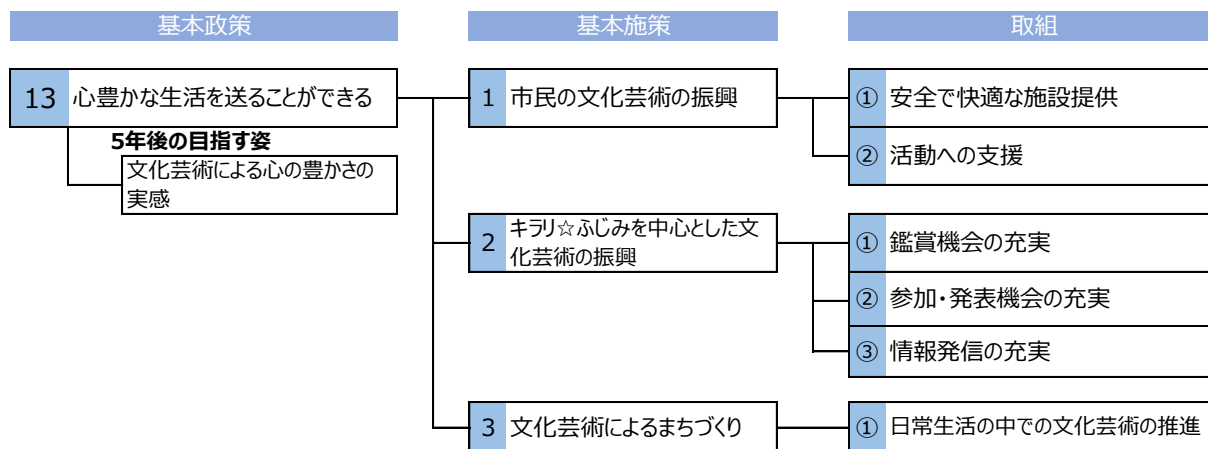 基本政策
基本施策
取組
13 心豊かな生活を送ることができる
5年後の目指す姿
文化芸術による心の豊かさの
実感
1 市民の文化芸術の振興
① 安全で快適な施設提供
② 活動への支援
2 キラリ☆ふじみを中心とした文
化芸術の振興
① 鑑賞機会の充実
② 参加・発表機会の充実
③ 情報発信の充実
3 文化芸術によるまちづくり
① 日常生活の中での文化芸術の推進